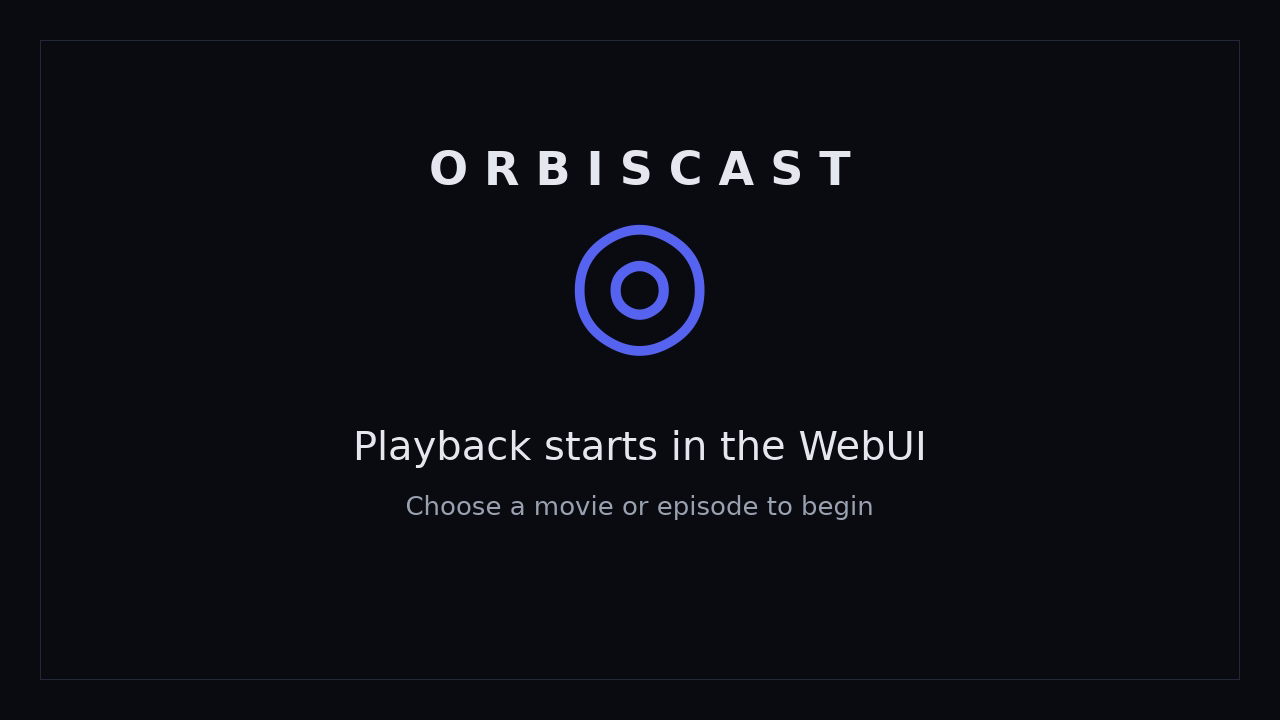 ORBISCAST
Playback starts in the WebUI
Choose a movie or episode to begin